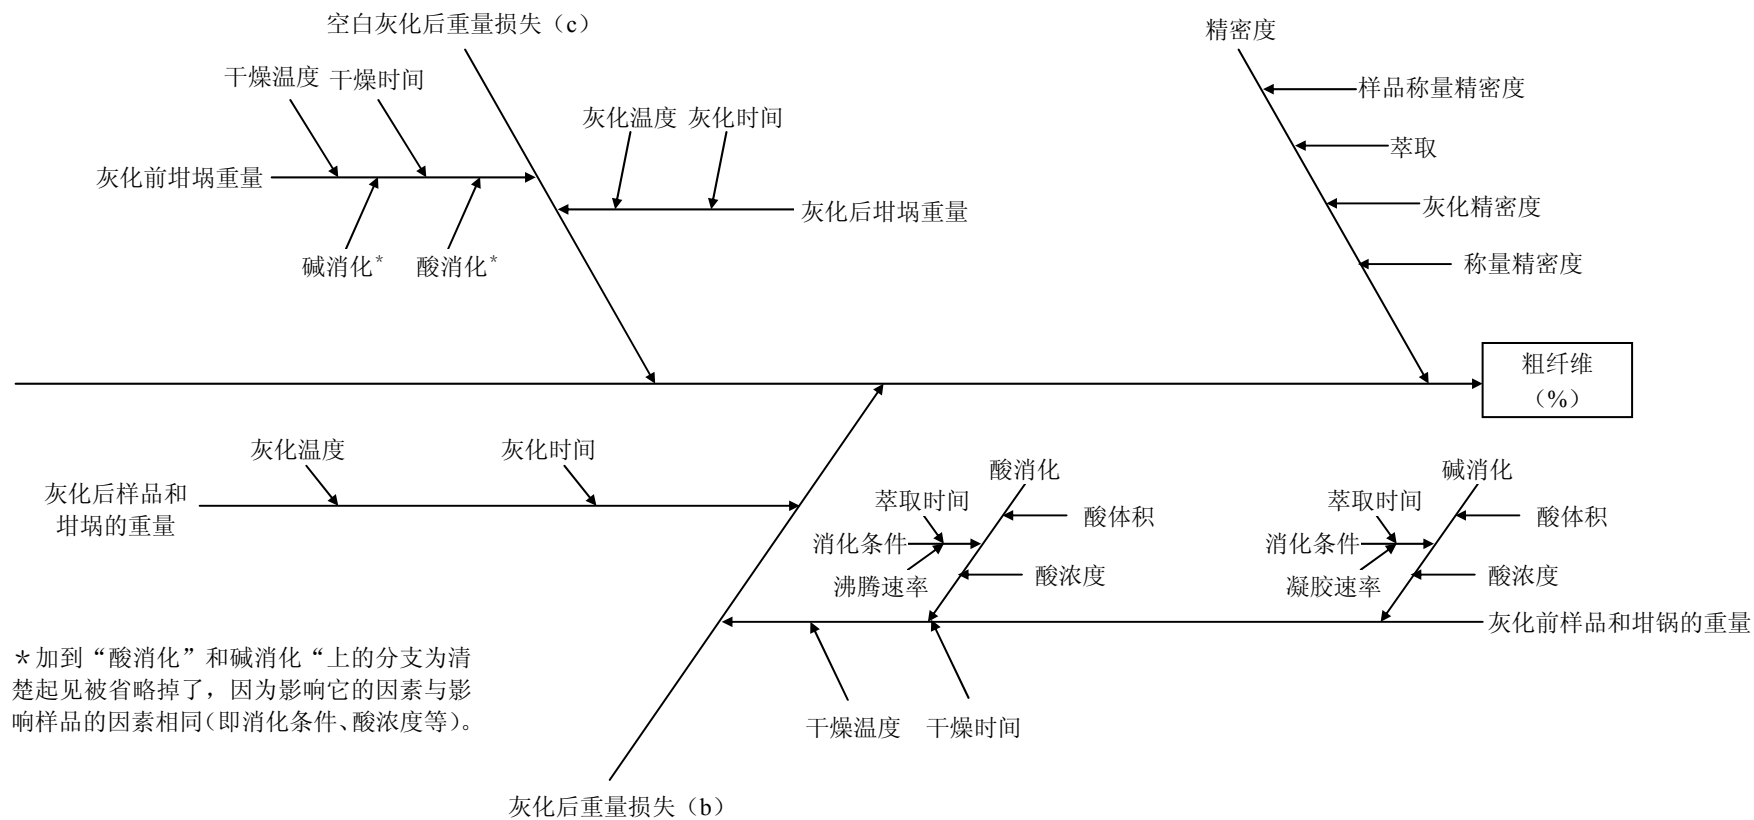 空白灰化后重量损失（c）
精密度
干燥温度 干燥时间
样品称量精密度
灰化温度 灰化时间
萃取
灰化前坩埚重量
灰化后坩埚重量
灰化精密度
碱消化* 酸消化*
称量精密度
粗纤维
（%）
灰化温度
灰化时间
灰化后样品和
坩埚的重量
酸消化
碱消化
萃取时间
酸体积
萃取时间
酸体积
消化条件
消化条件
沸腾速率
酸浓度
凝胶速率
酸浓度
灰化前样品和坩锅的重量
＊加到“酸消化”和碱消化“上的分支为清
楚起见被省略掉了，因为影响它的因素与影
响样品的因素相同(即消化条件、酸浓度等)。
干燥温度 干燥时间
灰化后重量损失（b）